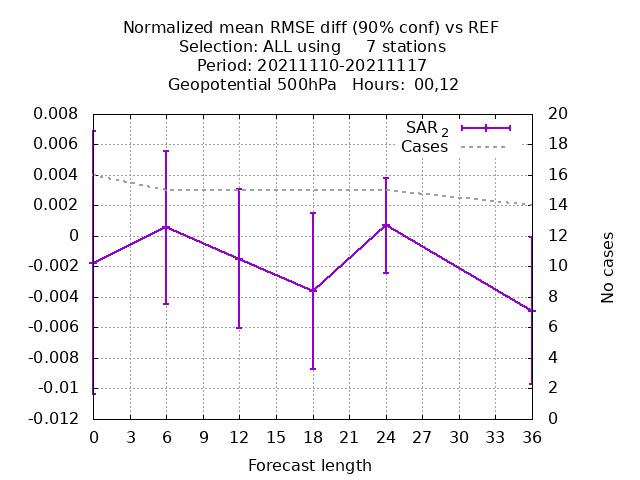 Normalized mean RMSE diff (90% conf) vs REF
Selection: ALL using     7 stations
Period: 20211110-20211117
Geopotential 500hPa   Hours: 00,12
SAR 2
Cases
0.008
0.006
0.004
0.002
0
-0.002
-0.004
-0.006
-0.008
-0.01
-0.012
20
18
16
14
12
10
8
6
4
2
0
No cases
0 3 6 9 12 15 18 21 24 27 30 33 36
Forecast length